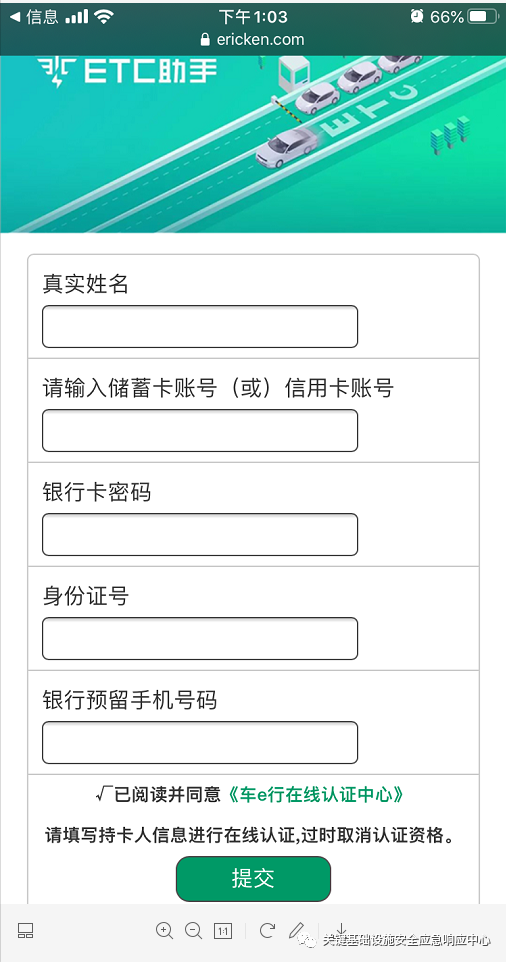 信息 下午1:03 66%
ericken.com
ETC助手
ETC
真实姓名
请输入储蓄卡账号（或）信用卡账号
银行卡密码
身份证号
银行预留手机号码
√已阅读并同意《车e行在线认证中心》
请填写持卡人信息进行在线认证,过时取消认证资格。
提交
1:1
关键基础设施安全应急响应中心